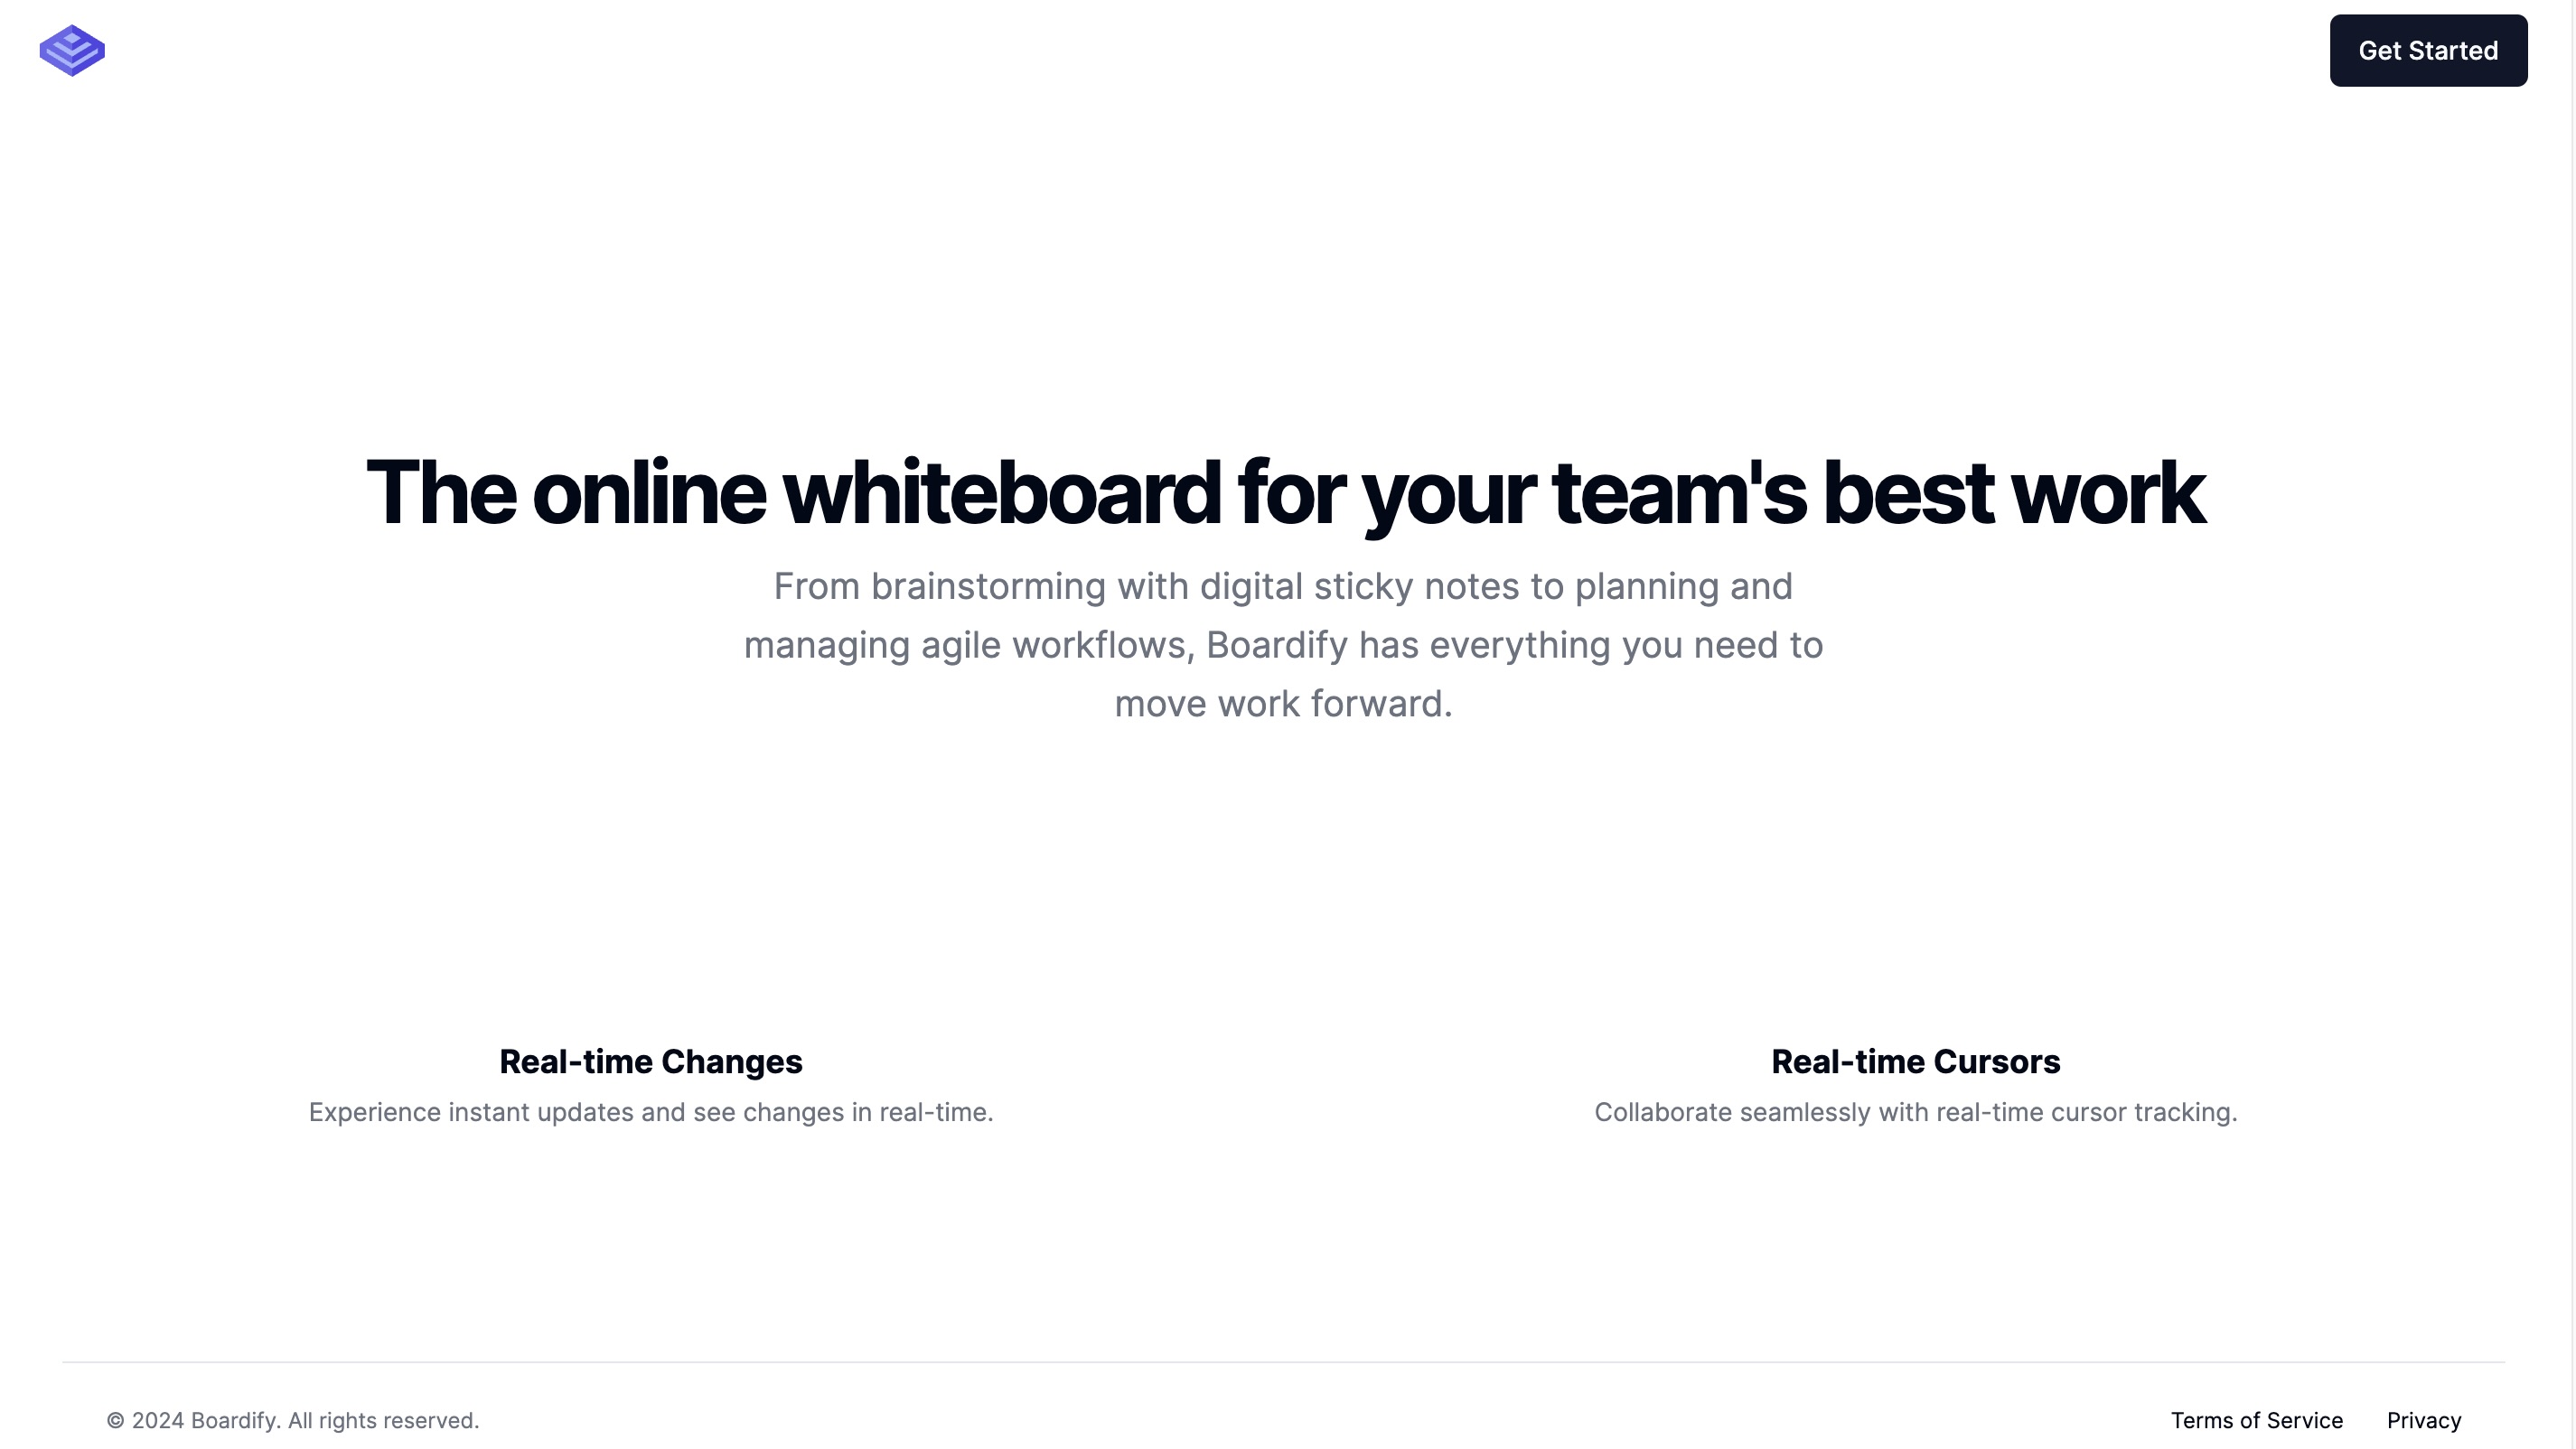 Get Started
The online whiteboard for your team's best work
From brainstorming with digital sticky notes to planning and
managing agile workflows, Boardify has everything you need to
move work forward.
Real-time Changes
Experience instant updates and see changes in real-time.
Real-time Cursors
Collaborate seamlessly with real-time cursor tracking.
© 2024 Boardify. All rights reserved.
Terms of Service
Privacy